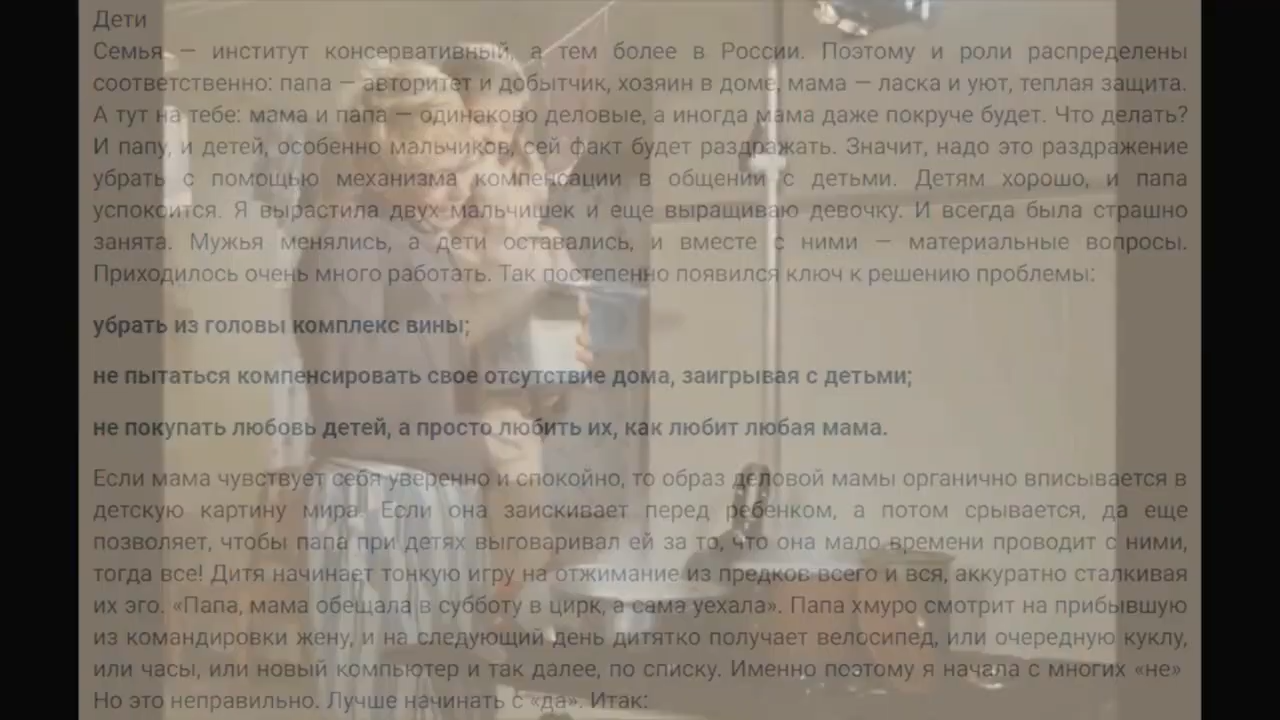 Дети
Семья — институт консервативный, а тем более в России. Поэтому и роли распределены
соответственно: папа — авторитет и добытчик, хозяин в доме, мама — ласка и уют, теплая защита.
А тут на тебе: мама и папа — одинаково деловые, а иногда мама даже покруче будет. Что делать?
И папу, и детей, особенно мальчиков, сей факт будет раздражать. Значит, надо это раздражение
убрать с помощью механизма компенсации в общении с детьми. Детям хорошо, и папа
успокоится. Я вырастила двух мальчишек и еще выращиваю девочку. И всегда была страшно
занята. Мужья менялись, а дети оставались, и вместе с ними — материальные вопросы.
Приходилось очень много работать. Так постепенно появился ключ к решению проблемы:
убрать из головы комплекс вины;
не пытаться компенсировать свое отсутствие дома, заигрывая с детьми;
не покупать любовь детей, а просто любить их, как любит любая мама.
Если мама чувствует себя уверенно и спокойно, то образ деловой мамы органично вписывается в
детскую картину мира. Если она заискивает перед ребенком, а потом срывается, да еще
позволяет, чтобы папа при детях выговаривал ей за то, что она мало времени проводит с ними,
тогда все! Дитя начинает тонкую игру на отжимание из предков всего и вся, аккуратно сталкивая
их эго. «Папа, мама обещала в субботу в цирк, а сама уехала». Папа хмуро смотрит на прибывшую
из командировки жену, и на следующий день дитятко получает велосипед, или очередную куклу,
или часы, или новый компьютер и так далее, по списку. Именно поэтому я начала с многих «не»
Но это неправильно. Лучше начинать с «да». Итак: